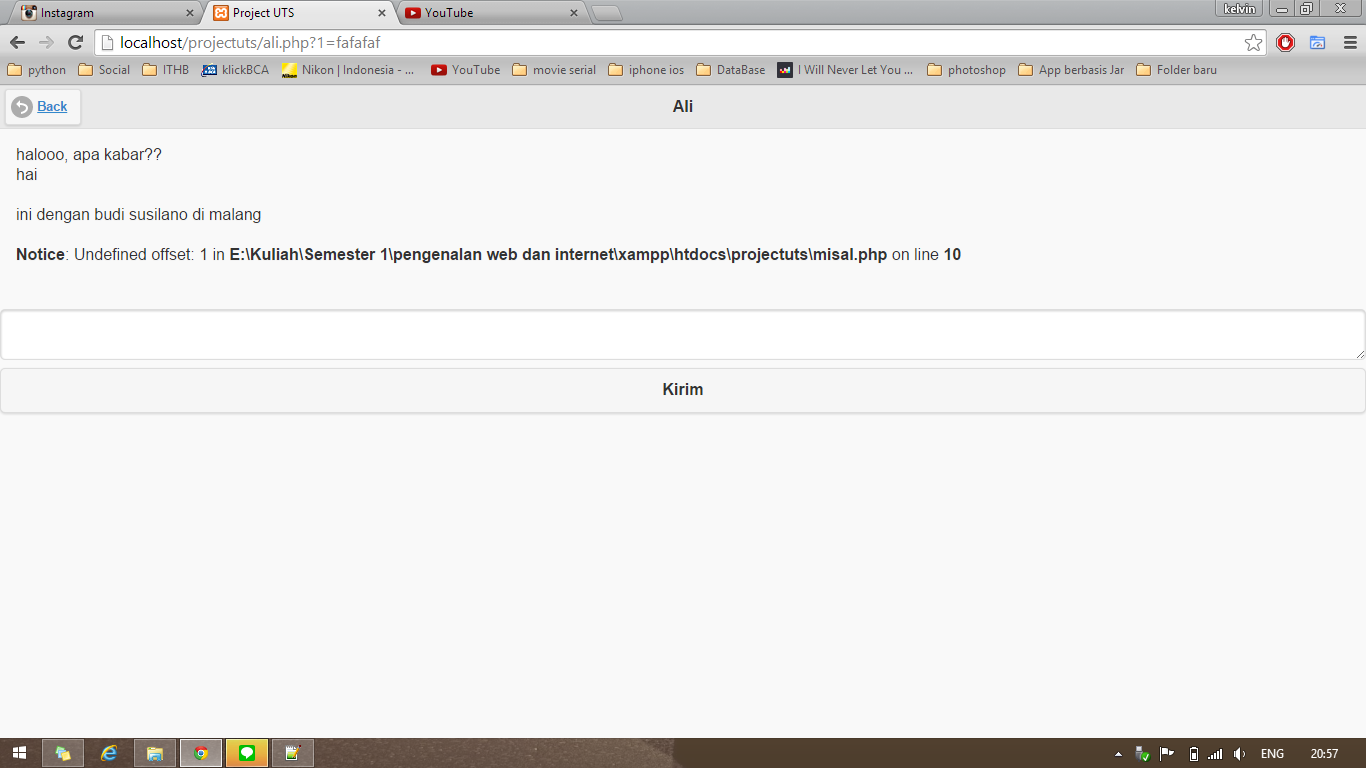 Instagram
Project UTS
YouTube
kelvin
localhost/projectuts/ali.php?1=fafafaf
python Social ITHB klickBCA Nikon | Indonesia - ... YouTube movie serial iphone ios DataBase I Will Never Let You ... photoshop App berbasis Jar Folder baru
Back
Ali
halooo, apa kabar??
hai
ini dengan budi susilano di malang
Notice: Undefined offset: 1 in E:\Kuliah\Semester 1\pengenalan web dan internet\xampp\htdocs\projectuts\misal.php on line 10
Kirim
ENG 20:57